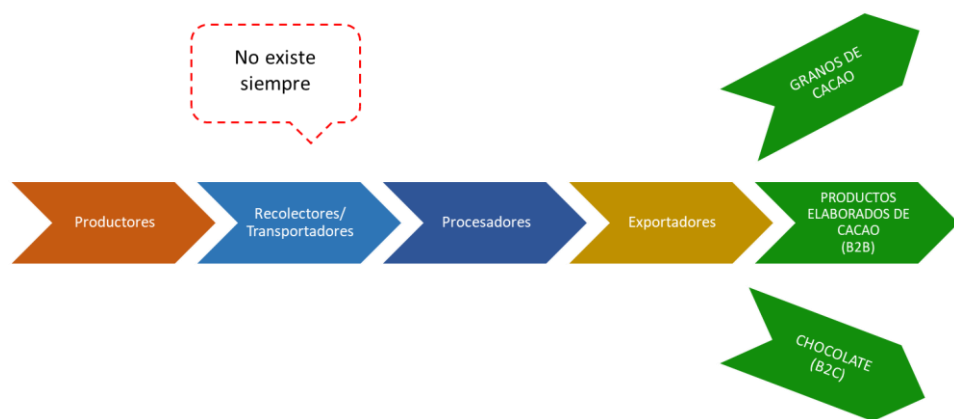 No existe
siempre
GRANOS DE
CACAO
Productores
Recolectores/
Transportadores
Procesadores
Exportadores
PRODUCTOS
ELABORADOS DE
CACAO
(B2B)
CHOCOLATE
(B2C)